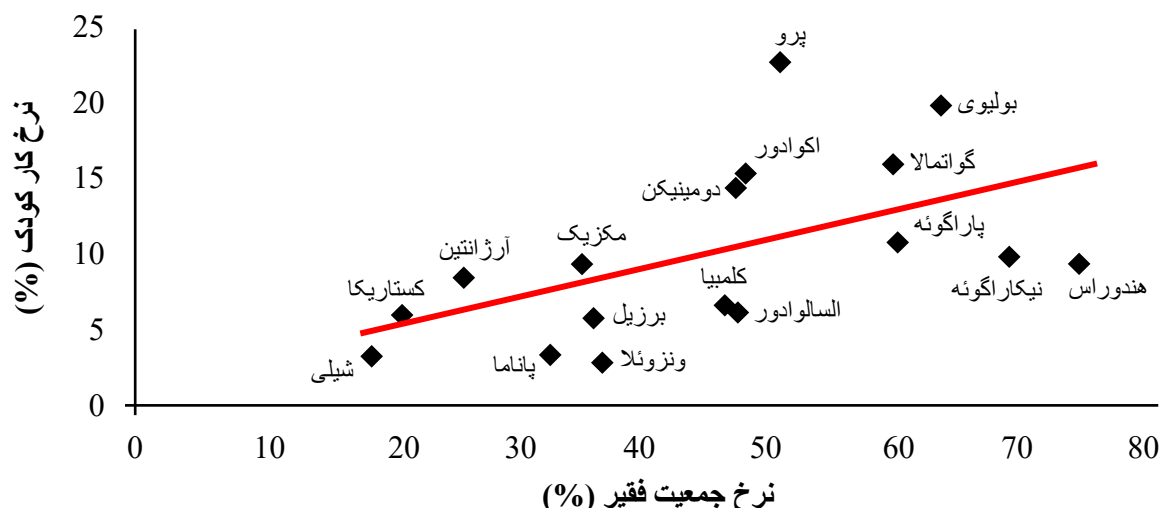 25
20
15
10
5
0
نرخ کار کودک (%)
پرو
بولیوی
اکوادور
گواتمالا
دومینیکن
پاراگوئه
مکزیک
آرژانتین
کستاریکا
کلمبیا
السالوادور
نیکاراگوئه
هندوراس
برزیل
شیلی
پاناما
ونزوئلا
0 10 20 30 40 50 60 70 80
نرخ جمعیت فقیر (%)